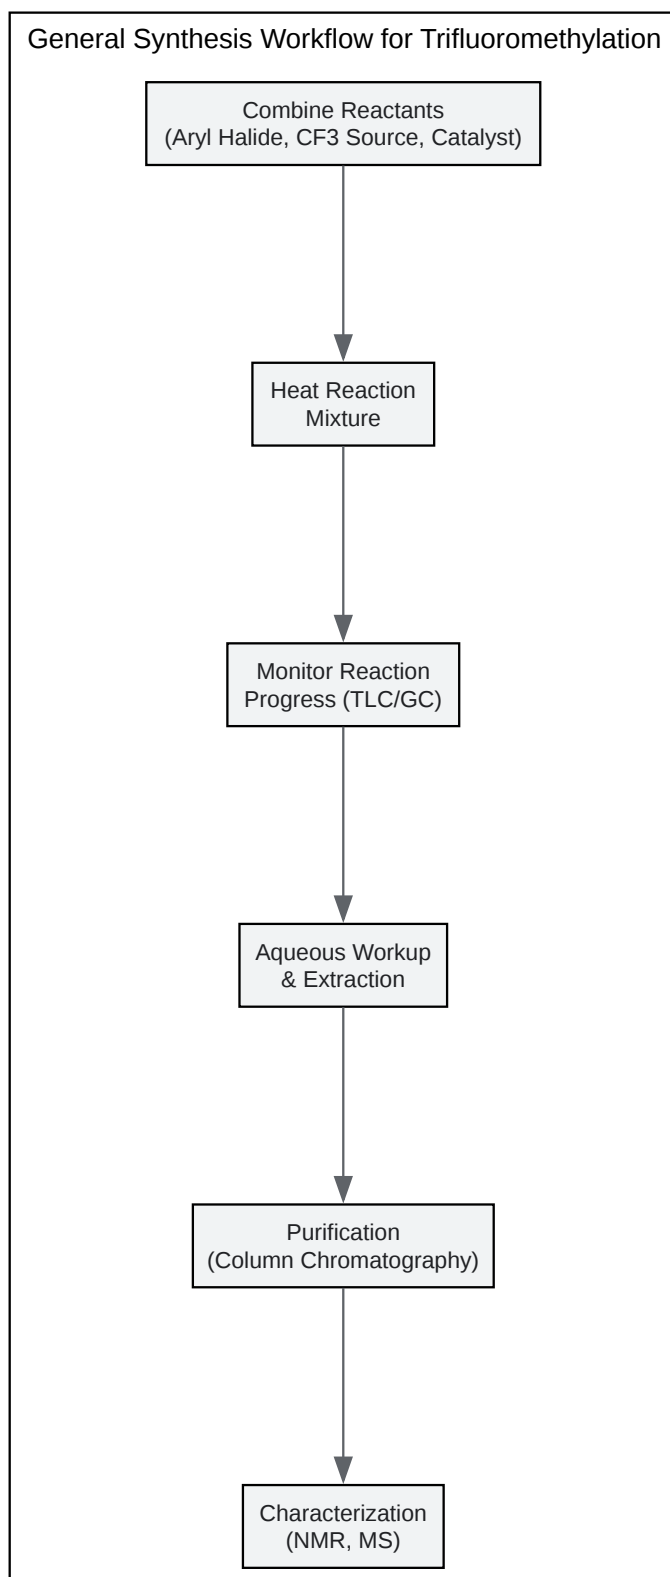 General Synthesis Workflow for Trifluoromethylation
Combine Reactants
(Aryl Halide, CF3 Source, Catalyst)
Heat Reaction
Mixture
Monitor Reaction
Progress (TLC/GC)
Aqueous Workup
& Extraction
Purification
(Column Chromatography)
Characterization
(NMR, MS)